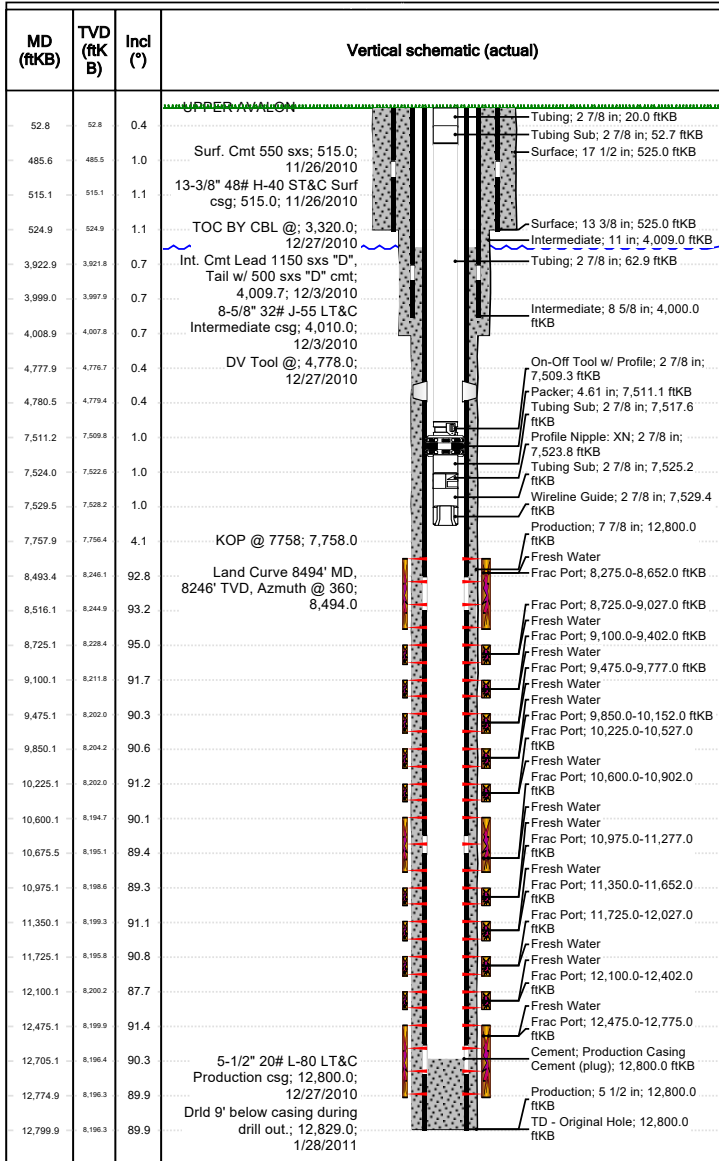 MD
(ftKB)
TVD
(ftK
B)
Incl
(°)
Vertical schematic (actual)
UPPER AVALON
52.8 52.8 0.4
485.6 485.5 1.0
515.1 515.1 1.1
524.9 524.9 1.1
3,922.9 3,921.8 0.7
3,999.0 3,997.9 0.7
4,008.9 4,007.8 0.7
4,777.9 4,776.7 0.4
4,780.5 4,779.4 0.4
7,511.2 7,509.8 1.0
7,524.0 7,522.6 1.0
7,529.5 7,528.2 1.0
7,757.9 7,756.4 4.1
8,493.4 8,246.1 92.8
8,516.1 8,244.9 93.2
8,725.1 8,228.4 95.0
9,100.1 8,211.8 91.7
9,475.1 8,202.0 90.3
9,850.1 8,204.2 90.6
10,225.1 8,202.0 91.2
10,600.1 8,194.7 90.1
10,675.5 8,195.1 89.4
10,975.1 8,198.6 89.3
11,350.1 8,199.3 91.1
11,725.1 8,195.8 90.8
12,100.1 8,200.2 87.7
12,475.1 8,199.9 91.4
12,705.1 8,196.4 90.3
12,774.9 8,196.3 89.9
12,799.9 8,196.3 89.9
Surf. Cmt 550 sxs; 515.0;
11/26/2010
13-3/8" 48# H-40 ST&C Surf
csg; 515.0; 11/26/2010
TOC BY CBL @; 3,320.0;
12/27/2010
Int. Cmt Lead 1150 sxs "D",
Tail w/ 500 sxs "D" cmt;
4,009.7; 12/3/2010
8-5/8" 32# J-55 LT&C
Intermediate csg; 4,010.0;
12/3/2010
DV Tool @; 4,778.0;
12/27/2010
KOP @ 7758; 7,758.0
Land Curve 8494' MD,
8246' TVD, Azimuth @ 360;
8,494.0
5-1/2" 20# L-80 LT&C
Production csg; 12,800.0;
12/27/2010
Drld 9' below casing during
drill out.; 12,829.0;
1/28/2011
Tubing; 2 7/8 in; 20.0 ftKB
Tubing Sub; 2 7/8 in; 52.7 ftKB
Surface; 17 1/2 in; 525.0 ftKB
Surface; 13 3/8 in; 525.0 ftKB
Intermediate; 11 in; 4,009.0 ftKB
Tubing; 2 7/8 in; 62.9 ftKB
Intermediate; 8 5/8 in; 4,000.0
ftKB
On-Off Tool w/ Profile; 2 7/8 in;
7,509.3 ftKB
Packer; 4.61 in; 7,511.1 ftKB
Tubing Sub; 2 7/8 in; 7,517.6
ftKB
Profile Nipple: XN; 2 7/8 in;
7,523.8 ftKB
Tubing Sub; 2 7/8 in; 7,525.2
ftKB
Wireline Guide; 2 7/8 in; 7,529.4
ftKB
Production; 7 7/8 in; 12,800.0
ftKB
Fresh Water
Frac Port; 8,275.0-8,652.0 ftKB
Frac Port; 8,725.0-9,027.0 ftKB
Fresh Water
Frac Port; 9,100.0-9,402.0 ftKB
Fresh Water
Frac Port; 9,475.0-9,777.0 ftKB
Fresh Water
Fresh Water
Frac Port; 9,850.0-10,152.0 ftKB
Frac Port; 10,225.0-10,527.0
ftKB
Fresh Water
Frac Port; 10,600.0-10,902.0
ftKB
Fresh Water
Fresh Water
Frac Port; 10,975.0-11,277.0
ftKB
Fresh Water
Frac Port; 11,350.0-11,652.0
ftKB
Frac Port; 11,725.0-12,027.0
ftKB
Fresh Water
Fresh Water
Frac Port; 12,100.0-12,402.0
ftKB
Fresh Water
Frac Port; 12,475.0-12,775.0
ftKB
Cement; Production Casing
Cement (plug); 12,800.0 ftKB
Production; 5 1/2 in; 12,800.0
ftKB
TD - Original Hole; 12,800.0
ftKB